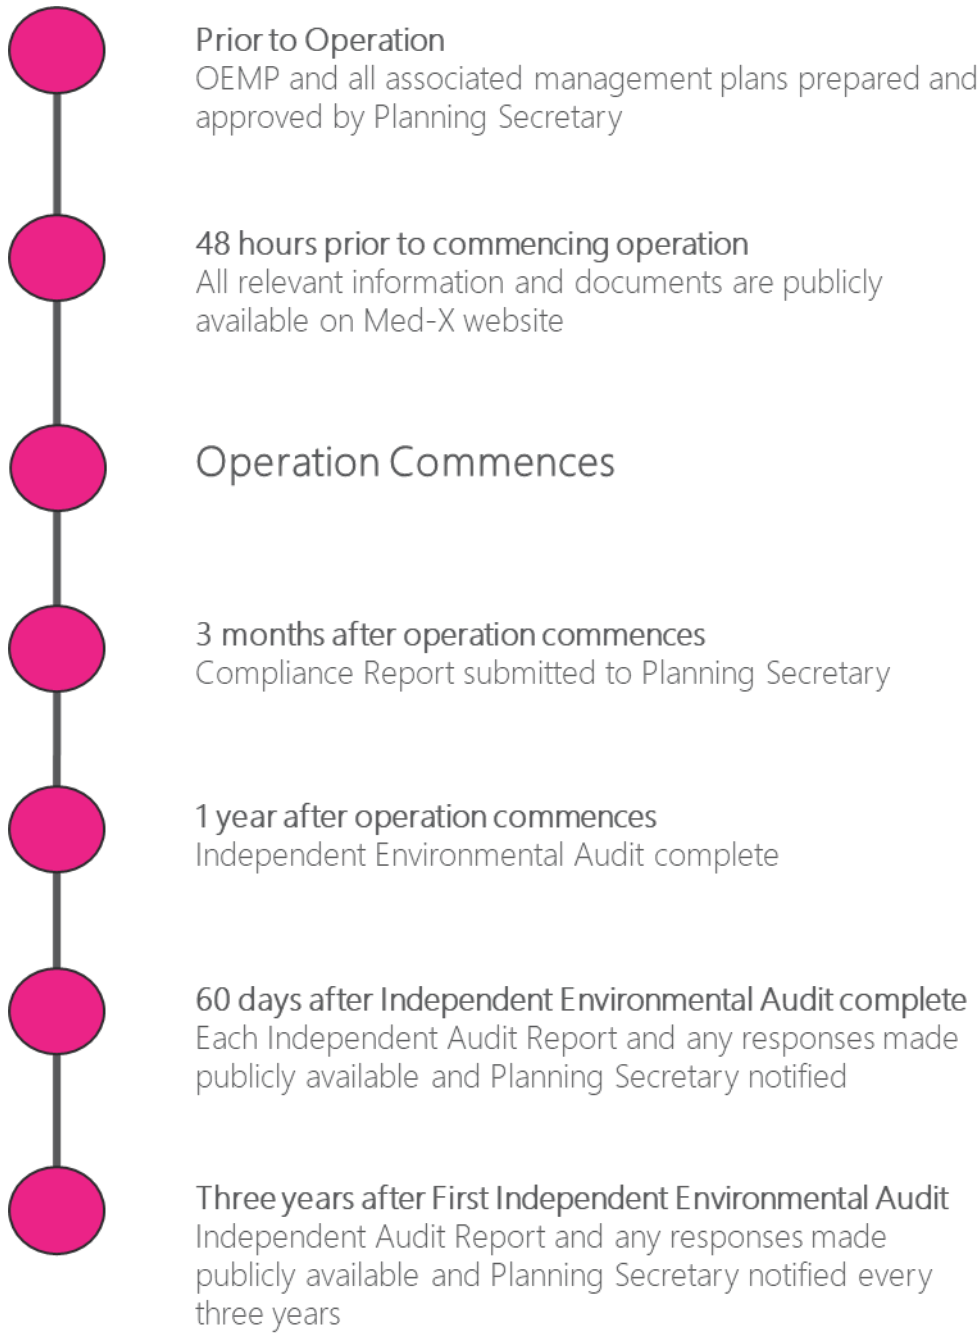 Prior to Operation
OEMP and all associated management plans prepared and
approved by Planning Secretary
48 hours prior to commencing operation
All relevant information and documents are publicly
available on Med-X website
Operation Commences
3 months after operation commences
Compliance Report submitted to Planning Secretary
1 year after operation commences
Independent Environmental Audit complete
60 days after Independent Environmental Audit complete
Each Independent Audit Report and any responses made
publicly available and Planning Secretary notified
Three years after First Independent Environmental Audit
Independent Audit Report and any responses made
publicly available and Planning Secretary notified every
three years